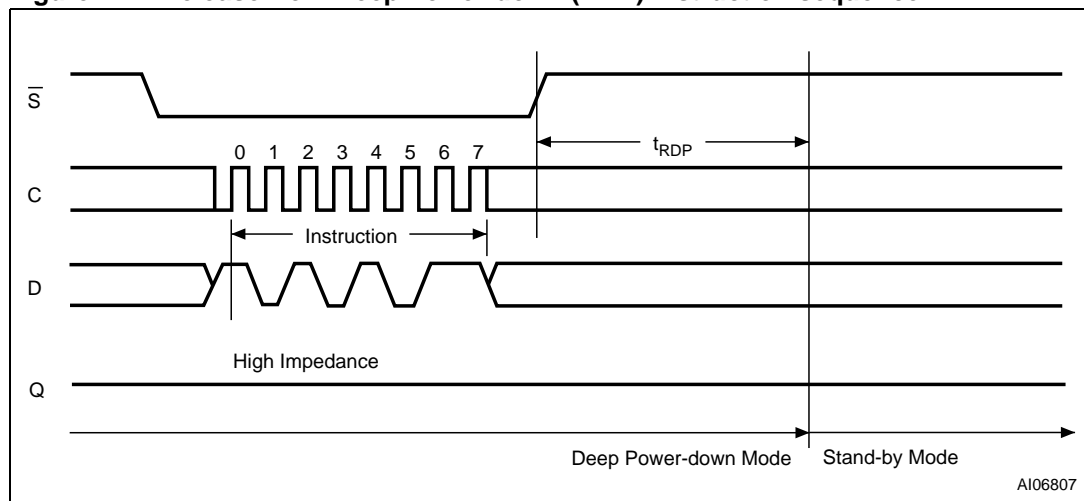 S
0 1 2 3 4 5 6 7
tRDP
C
Instruction
D
High Impedance
Q
Deep Power-down Mode Stand-by Mode
AI06807